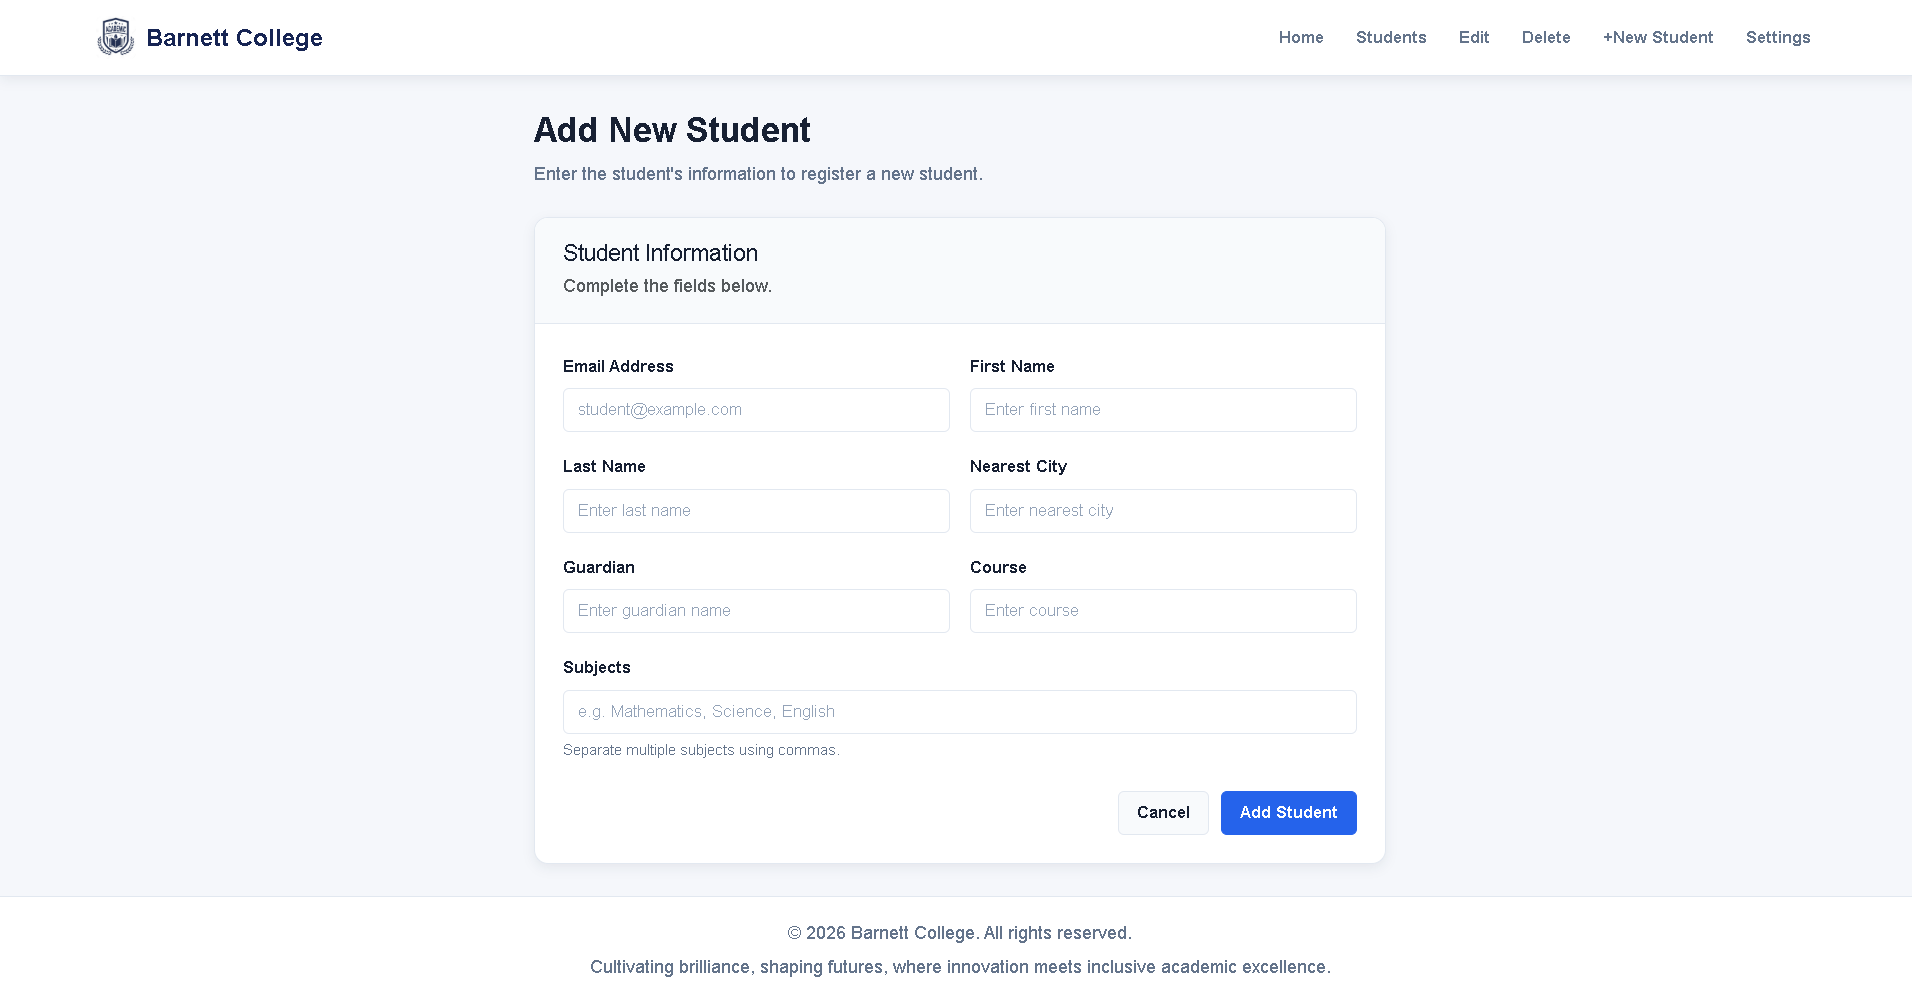 ACADEMIC
Barnett College
Home Students Edit Delete +New Student Settings
Add New Student
Enter the student's information to register a new student.
Student Information
Complete the fields below.
Email Address First Name
student@example.com Enter first name
Last Name Nearest City
Enter last name Enter nearest city
Guardian Course
Enter guardian name Enter course
Subjects
e.g. Mathematics, Science, English
Separate multiple subjects using commas.
Cancel Add Student
© 2026 Barnett College. All rights reserved.
Cultivating brilliance, shaping futures, where innovation meets inclusive academic excellence.